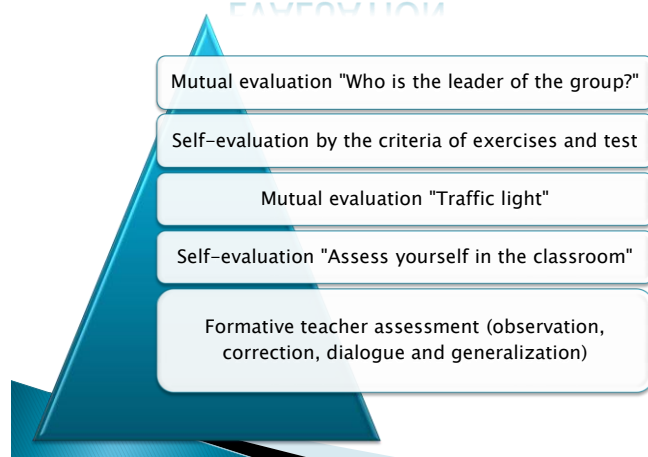 Mutual evaluation "Who is the leader of the group?"
Self-evaluation by the criteria of exercises and test
Mutual evaluation "Traffic light"
Self-evaluation "Assess yourself in the classroom"
Formative teacher assessment (observation,
correction, dialogue and generalization)